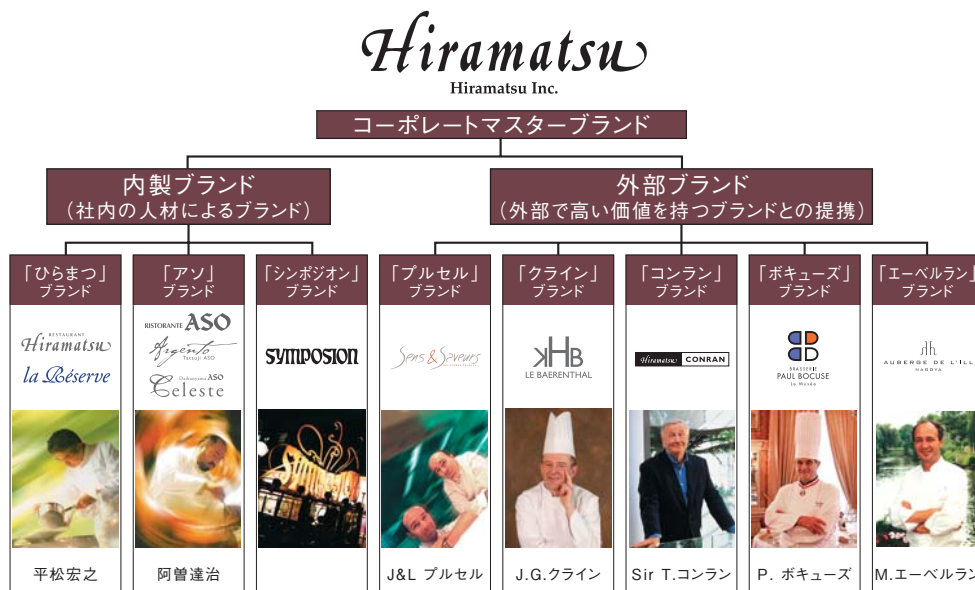 Hiramatsu
Hiramatsu Inc.
コーポレートマスターブランド
内製ブランド
（社内の人材によるブランド）
外部ブランド
（外部で高い価値を持つブランドとの提携）
「ひらまつ」
ブランド
RESTAURANT
Hiramatsu
la Réserve
平松宏之
「アソ」
ブランド
RISTORANTE ASO
Argento
Tatsuji ASO
Daikanyama ASO
Celeste
阿曽達治
「シンポジオン」
ブランド
SYMPOSION
「プルセル」
ブランド
Sens & Saveurs
J&L プルセル
「クライン」
ブランド
KHB
LE BAERENTHAL
J.G.クライン
「コンラン」
ブランド
Hiramatsu CONRAN
Sir T.コンラン
「ボキューズ」
ブランド
BRASSERIE
PAUL BOCUSE
Le Musée
P. ボキューズ
「エーベルラン」
ブランド
AUBERGE DE L'ILL
NAGOYA
M.エーベルラン